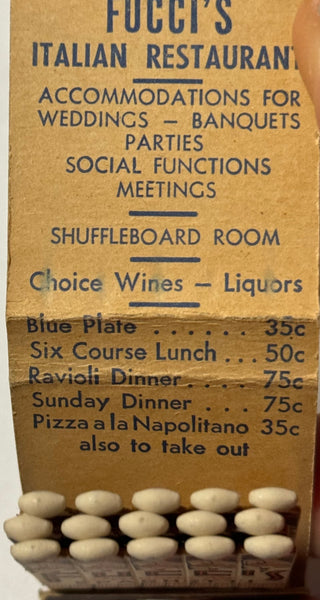 FUCCI'S
ITALIAN RESTAURANT
ACCOMMODATIONS FOR
WEDDINGS – BANQUETS
PARTIES
SOCIAL FUNCTIONS
MEETINGS
SHUFFLEBOARD ROOM
Choice Wines – Liquors
Blue Plate . . . . . . 35c
Six Course Lunch . . . 50c
Ravioli Dinner . . . . 75c
Sunday Dinner . . . 75c
Pizza a la Napolitano 35c
also to take out